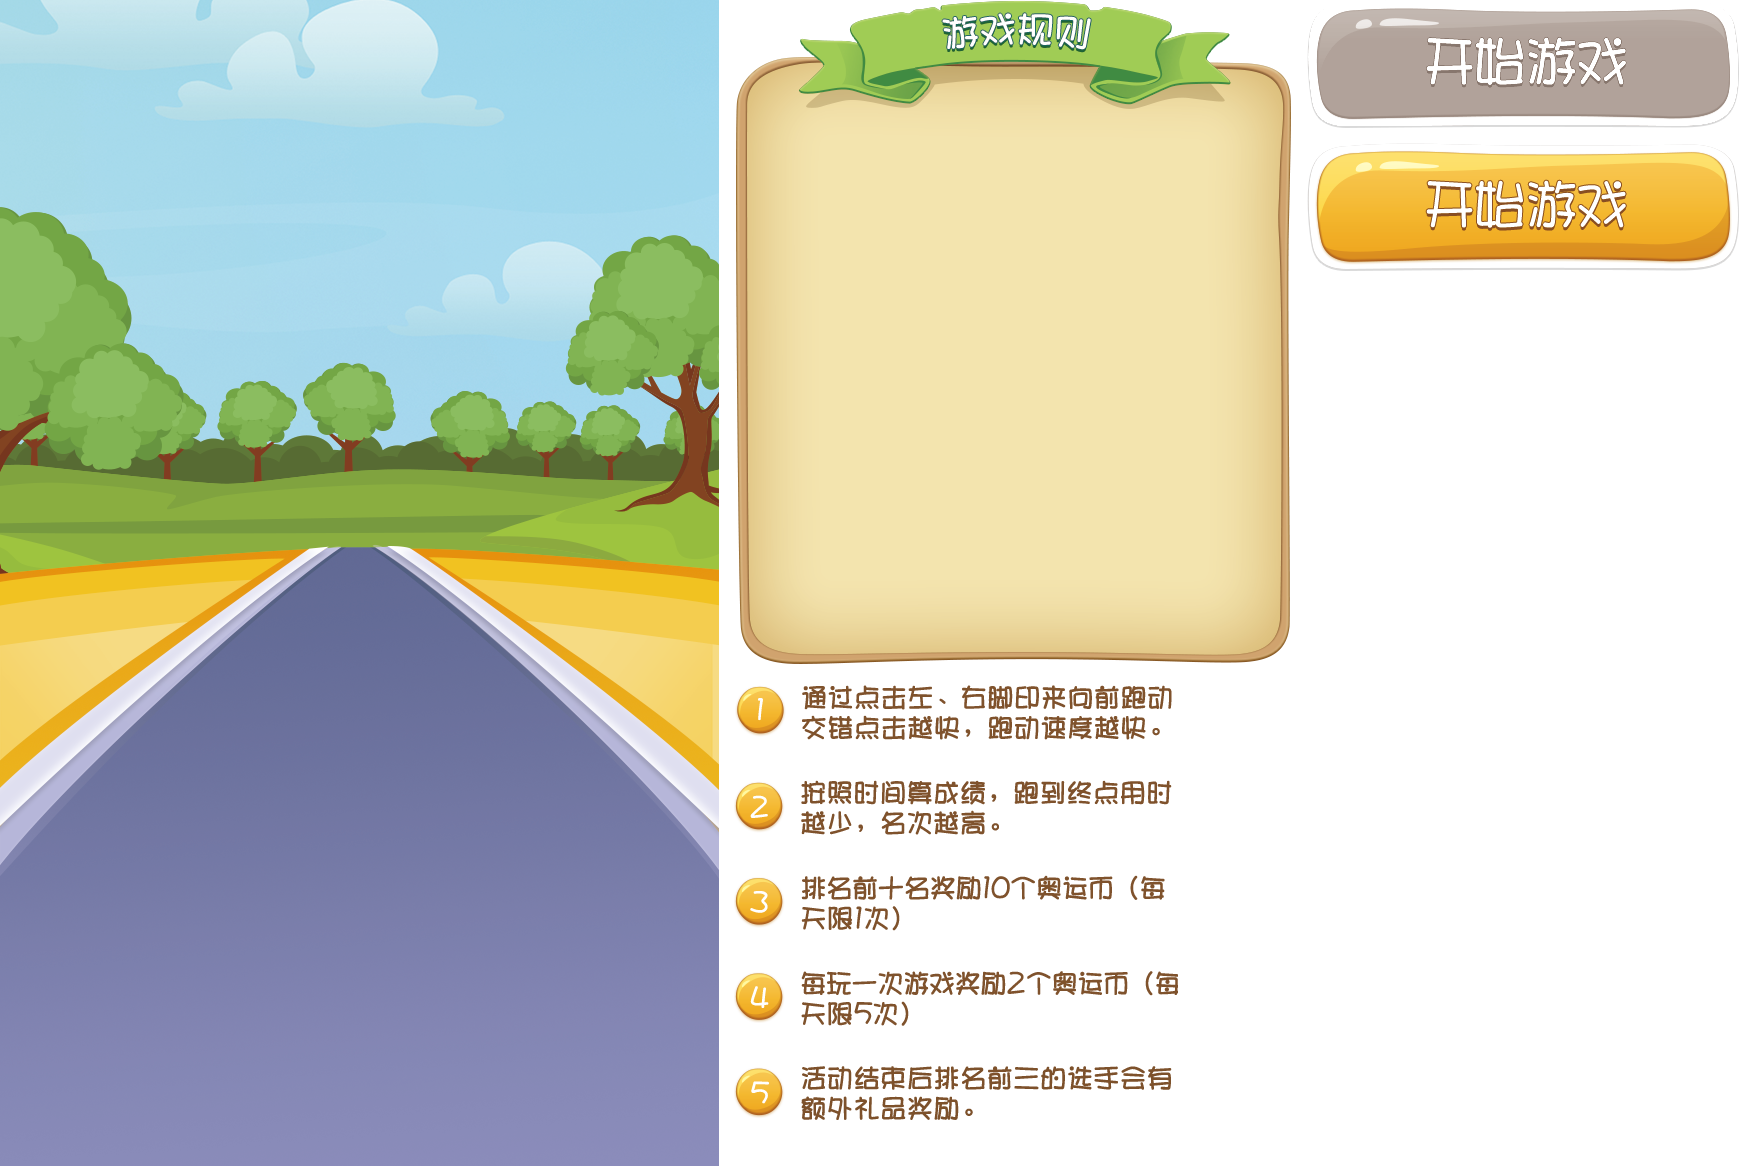 游戏规则
开始游戏
开始游戏
1 通过点击左、右脚印来向前跑动
交错点击越快，跑动速度越快。
2 按照时间算成绩，跑到终点用时
越少，名次越高。
3 排名前十名奖励10个奥运币（每
天限1次）
4 每玩一次游戏奖励2个奥运币（每
天限5次）
5 活动结束后排名前三的选手会有
额外礼品奖励。